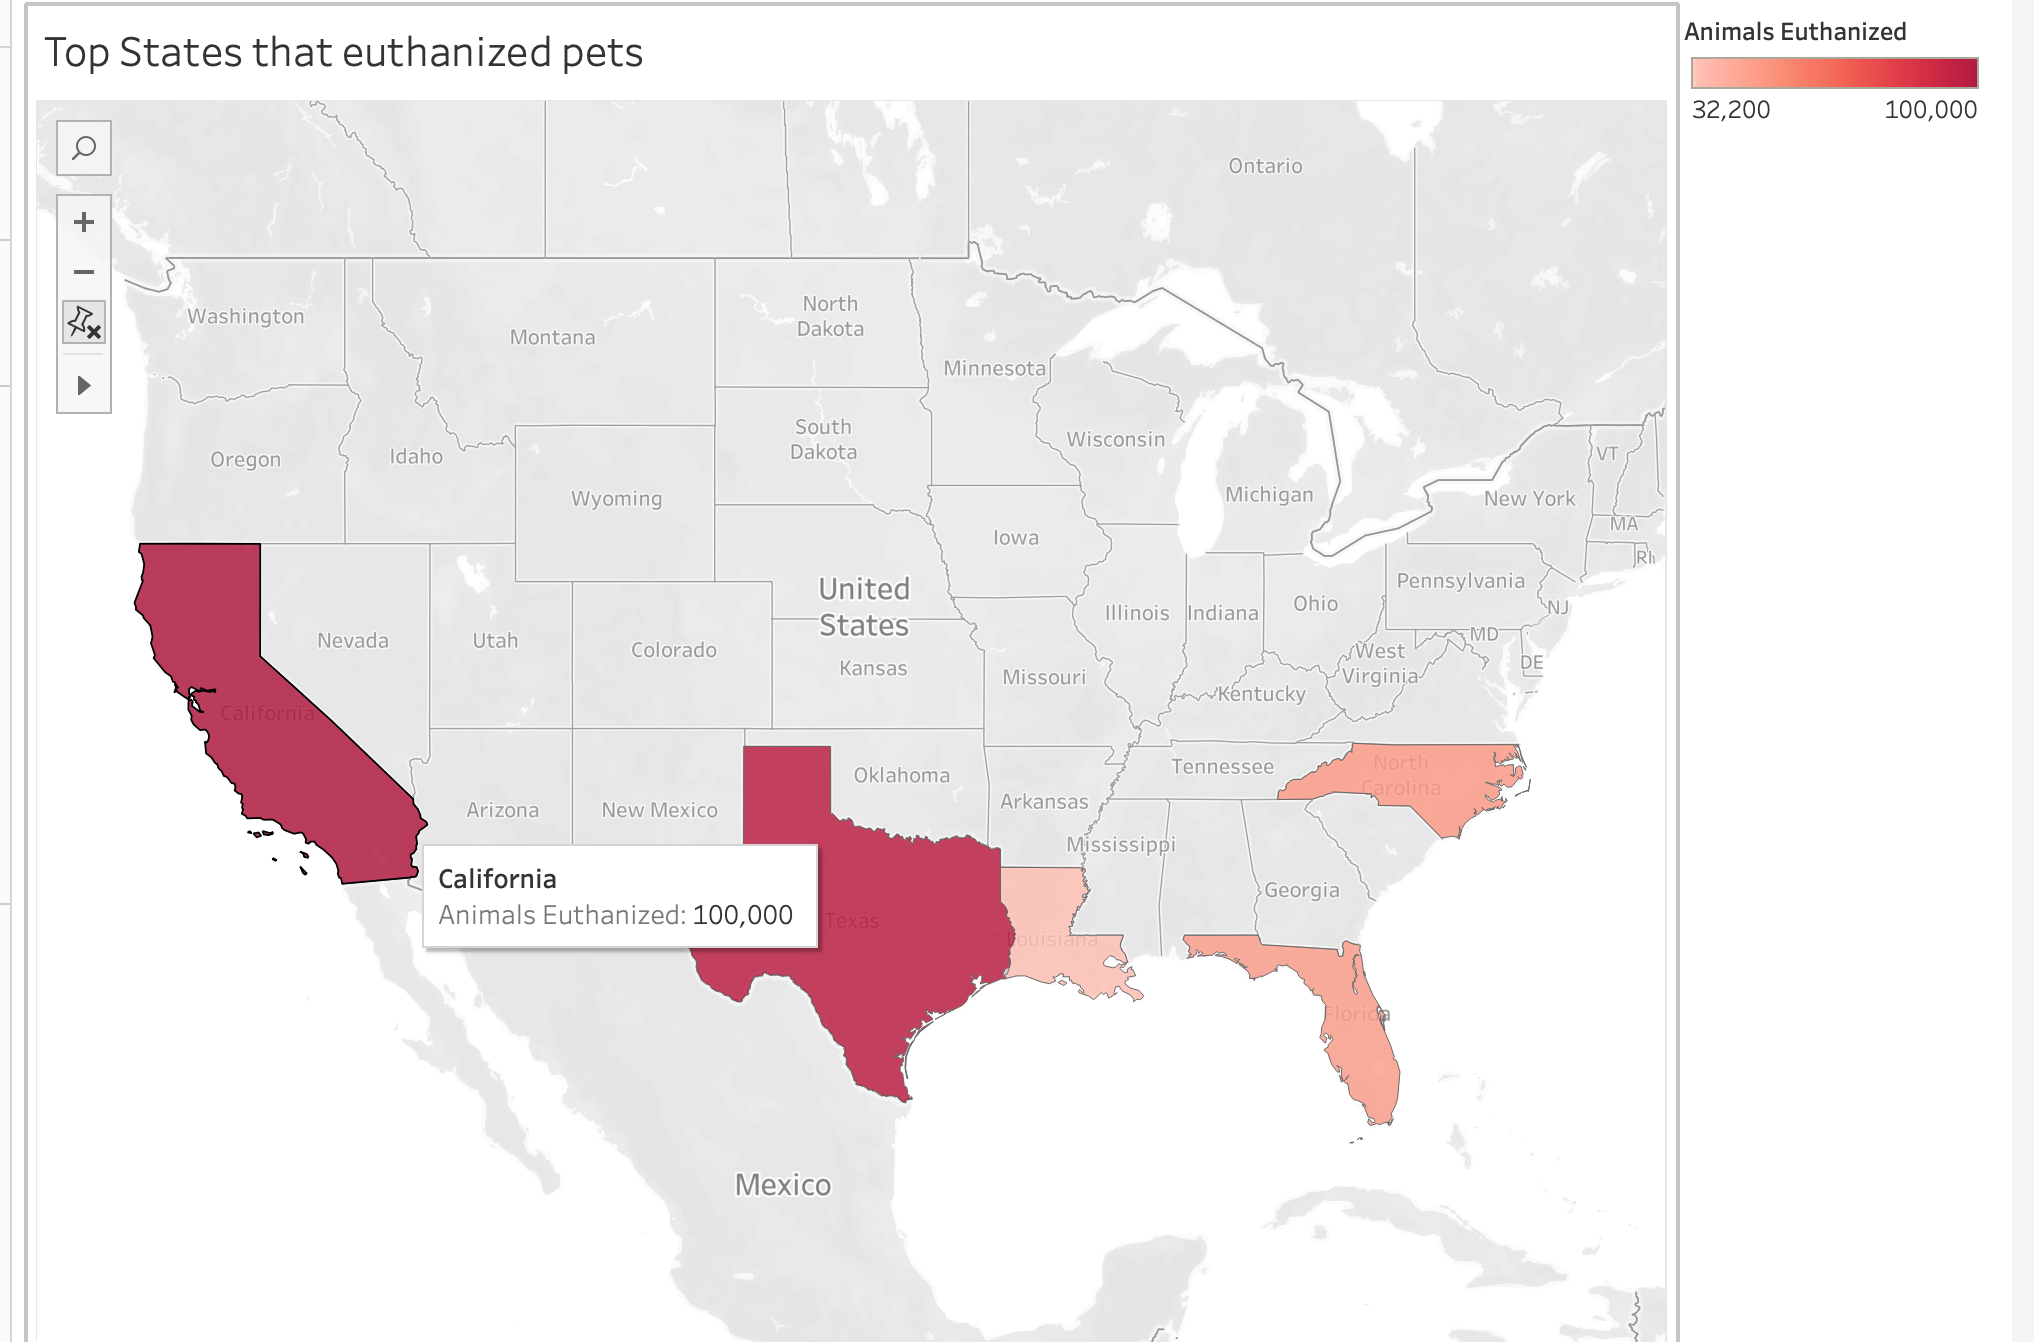 Top States that euthanized pets
Animals Euthanized
32,200 100,000
Ontario
Washington
Montana
North
Dakota
Minnesota
Oregon
Idaho
South
Dakota
Wisconsin
Wyoming
Michigan
New York
VT
MA
RI
Iowa
United
States
Pennsylvania
NJ
Nevada
Utah
Colorado
Kansas
Missouri
Illinois
Indiana
Ohio
MD
West
Virginia
DE
Kentucky
California
Arizona
New Mexico
Oklahoma
Arkansas
Tennessee
North
Carolina
Mississippi
Georgia
California
Animals Euthanized: 100,000
Texas
Louisiana
Florida
Mexico